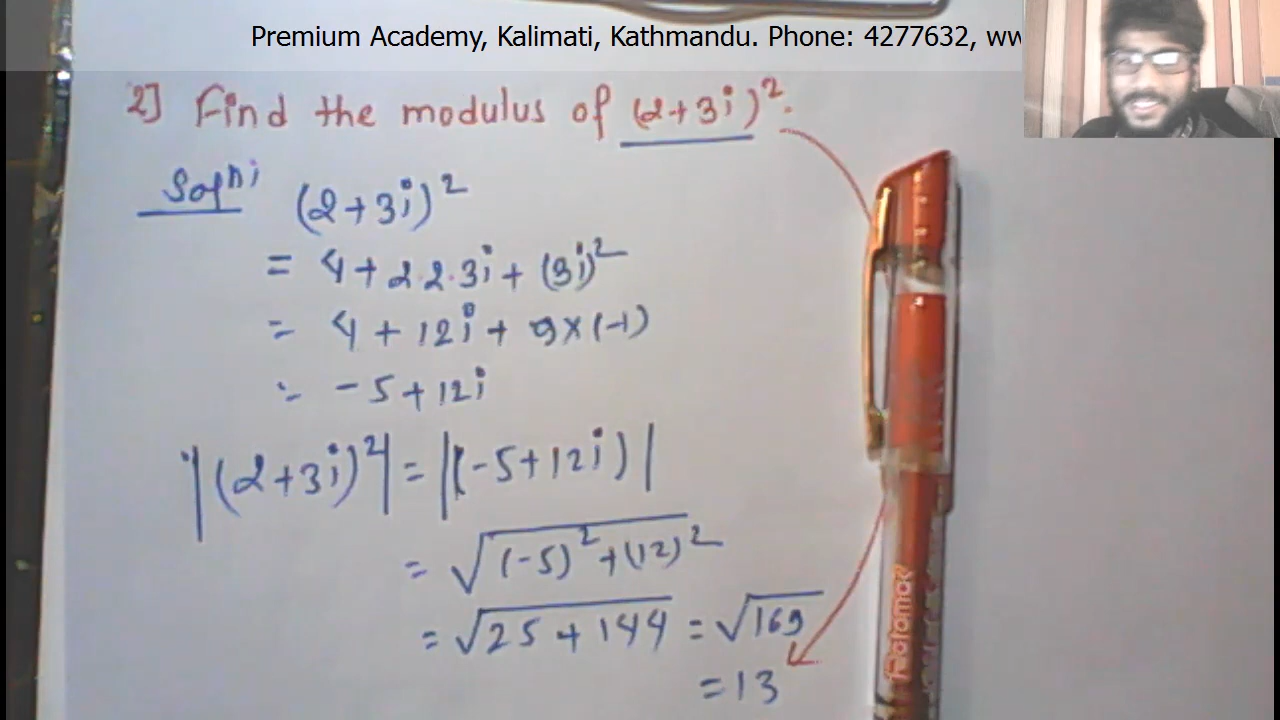 Premium Academy, Kalimati, Kathmandu. Phone: 4277632, ww
2] Find the modulus of (2+3i)².
Solⁿ; (2+3i)²
= 4+2.2.3i+(3i)²
= 4+12i+9×(-1)
= -5+12i
|(2+3i)²| = |(-5+12i)|
= √(-5)²+(12)²
= √25+144 = √169
= 13
Patamar